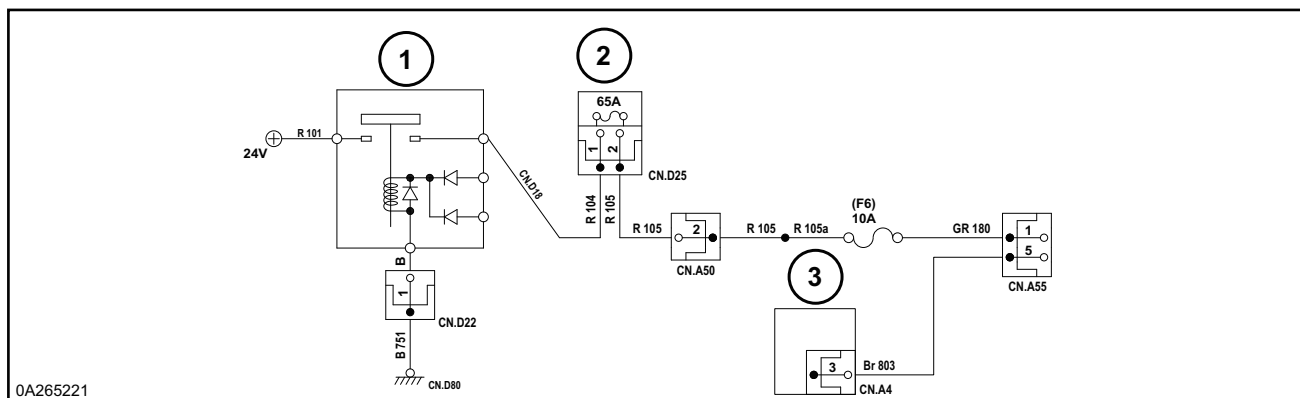 1
2
65A
R 101
24V
1
2
CN.D25
CN.D18
R 104
R 105
(F6)
10A
R 105
2
R 105
R 105a
GR 180
1
5
CN.A50
CN.A55
B
3
1
CN.D22
B 751
3
Br 803
CN.A4
CN.D80
0A265221